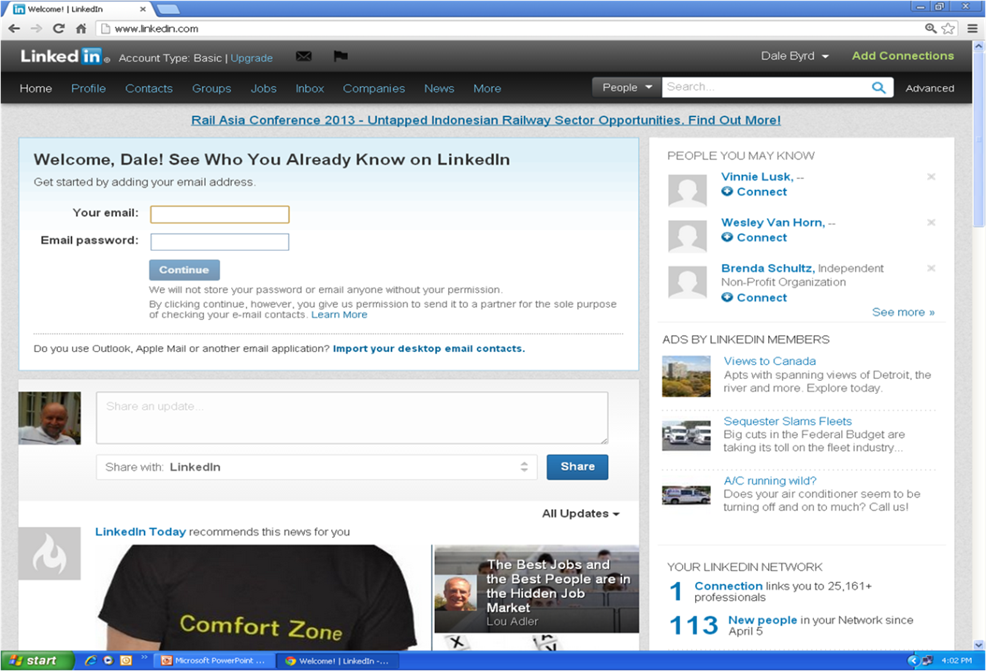 Welcome! | LinkedIn
www.linkedin.com
Linked in
Account Type: Basic | Upgrade
Dale Byrd
Add Connections
Home Profile Contacts Groups Jobs Inbox Companies News More
People Search... Advanced
Rail Asia Conference 2013 - Untapped Indonesian Railway Sector Opportunities. Find Out More!
Welcome, Dale! See Who You Already Know on LinkedIn
Get started by adding your email address.
Your email:
Email password:
Continue
We will not store your password or email anyone without your permission.
By clicking continue, however, you give us permission to send it to a partner for the sole purpose
of checking your e-mail contacts. Learn More
Do you use Outlook, Apple Mail or another email application? Import your desktop email contacts.
Share an update...
Share with: LinkedIn
Share
All Updates
LinkedIn Today recommends this news for you
Comfort Zone
The Best Jobs and
the Best People are in
the Hidden Job
Market
Lou Adler
PEOPLE YOU MAY KNOW
Vinnie Lusk, --
Connect
Wesley Van Horn, --
Connect
Brenda Schultz, Independent
Non-Profit Organization
Connect
See more »
ADS BY LINKEDIN MEMBERS
Views to Canada
Apts with spanning views of Detroit, the
river and more. Explore today.
Sequester Slams Fleets
Big cuts in the Federal Budget are
taking its toll on the fleet industry...
A/C running wild?
Does your air conditioner seem to be
turning off and on to much? Call us!
YOUR LINKEDIN NETWORK
1 Connection links you to 25,161+
professionals
113 New people in your Network since
April 5
start
Microsoft PowerPoint ...
Welcome! | LinkedIn -...
4:02 PM